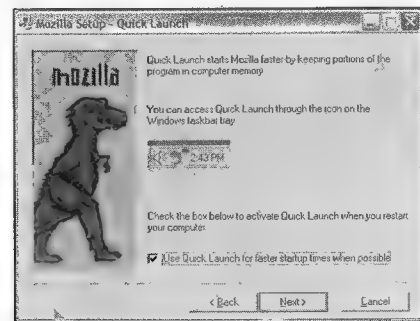 Mozilla Setup - Quick Launch
mozilla
Quick Launch starts Mozilla faster by keeping portions of the
program in computer memory
You can access Quick Launch through the icon on the
Windows taskbar tray
2:43 PM
Check the box below to activate Quick Launch when you restart
your computer
Use Quick Launch for faster startup times when possible
< Back
Next >
Cancel